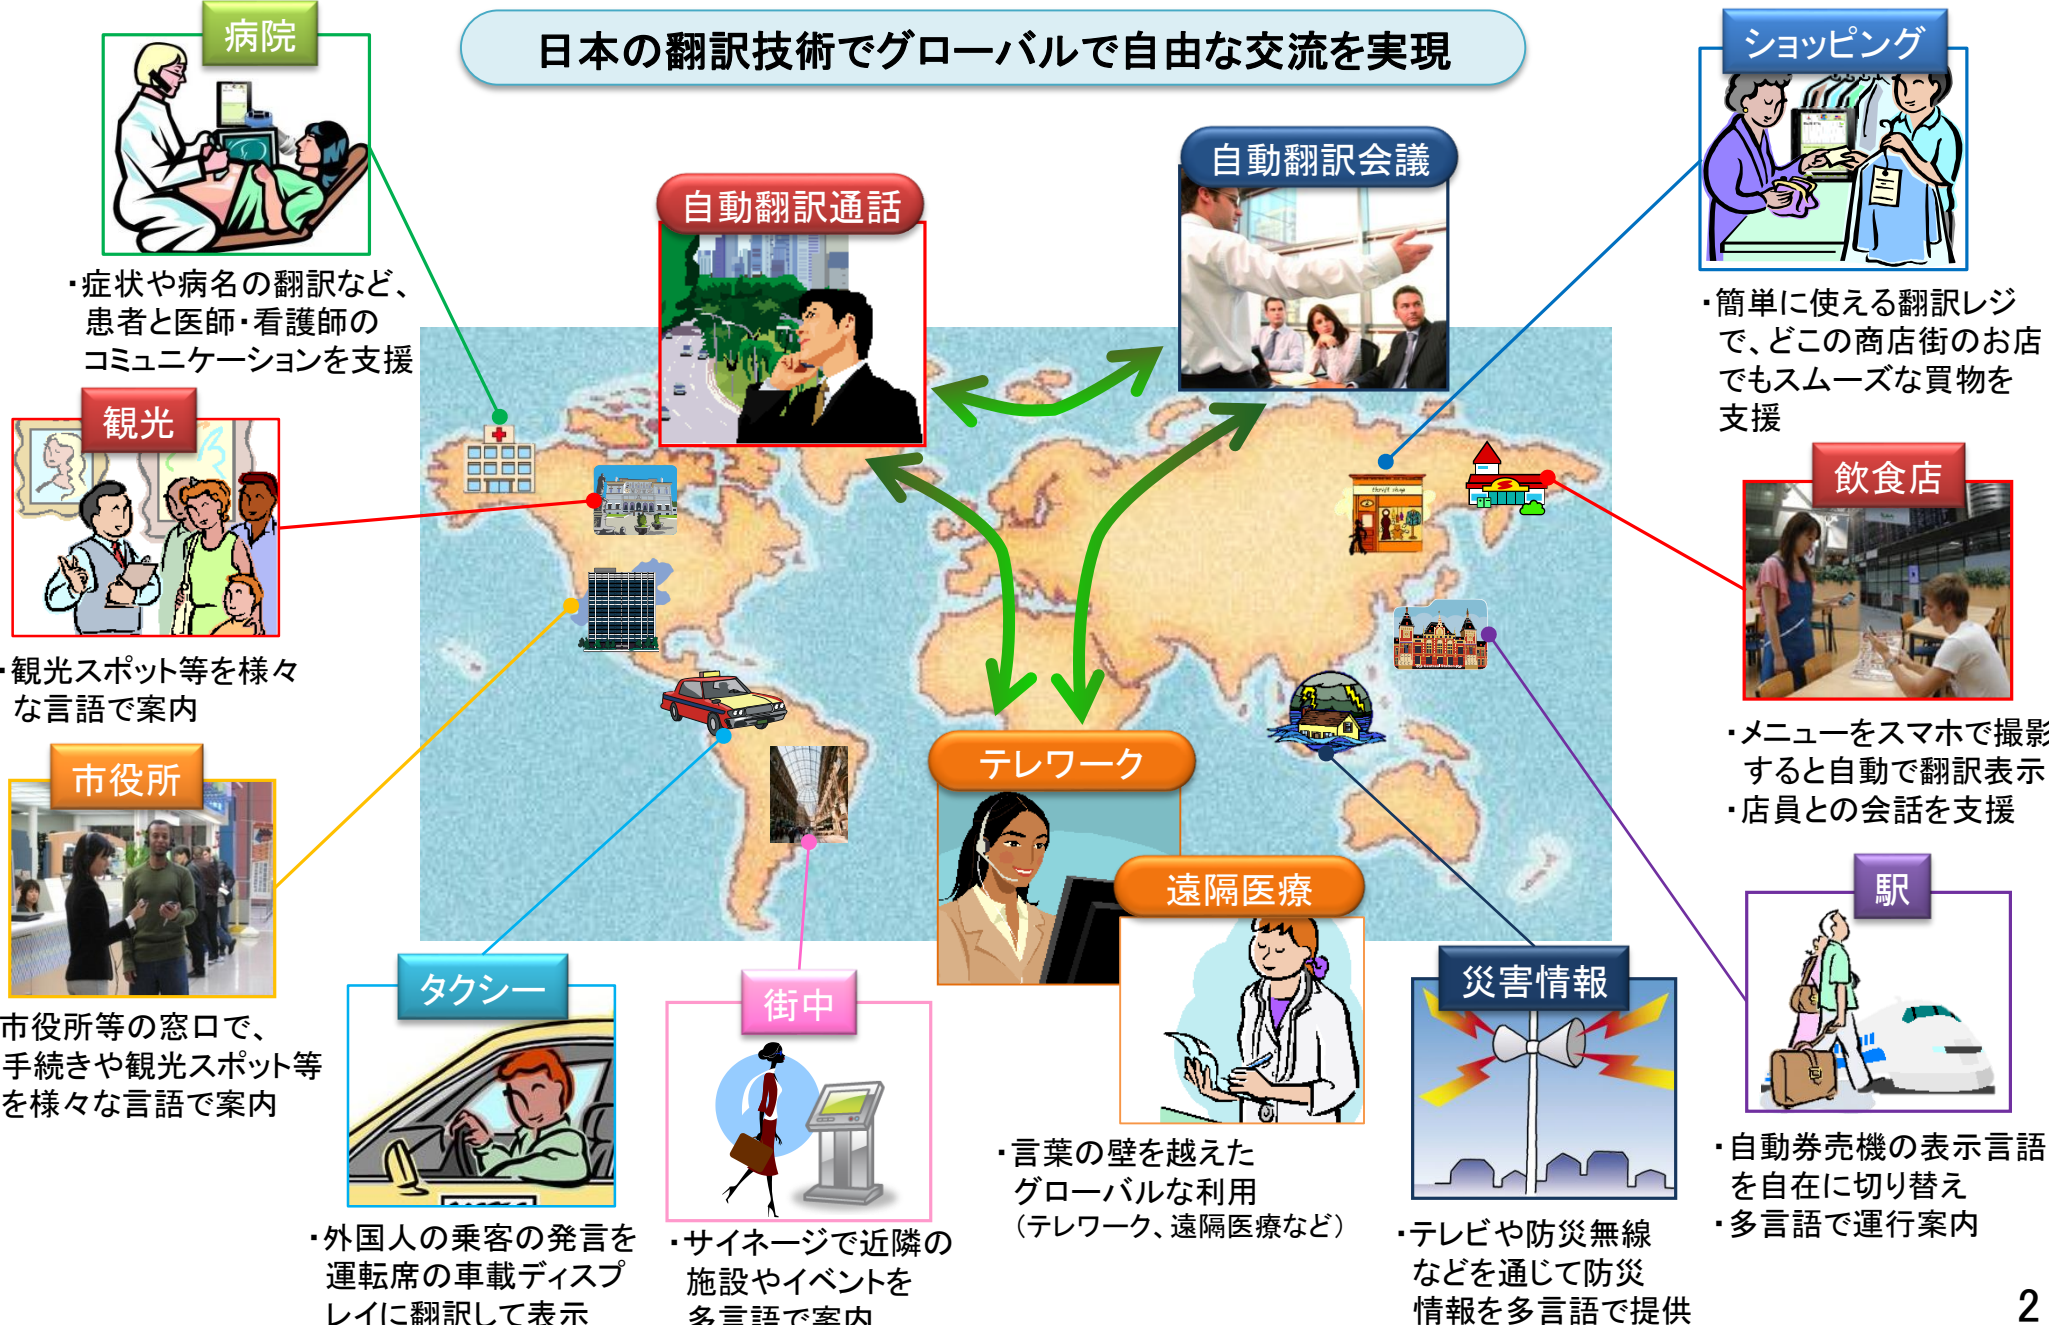 日本の翻訳技術でグローバルで自由な交流を実現
病院
・症状や病名の翻訳など、
患者と医師・看護師の
コミュニケーションを支援
観光
・観光スポット等を様々
な言語で案内
市役所
市役所等の窓口で、
手続きや観光スポット等
を様々な言語で案内
タクシー
・外国人の乗客の発言を
運転席の車載ディスプ
レイに翻訳して表示
街中
・サイネージで近隣の
施設やイベントを
多言語で案内
自動翻訳通話
自動翻訳会議
テレワーク
遠隔医療
・言葉の壁を越えた
グローバルな利用
（テレワーク、遠隔医療など）
災害情報
・テレビや防災無線
などを通じて防災
情報を多言語で提供
ショッピング
・簡単に使える翻訳レジ
で、どこの商店街のお店
でもスムーズな買物を
支援
thrift shop
飲食店
・メニューをスマホで撮影
すると自動で翻訳表示
・店員との会話を支援
駅
・自動券売機の表示言語
を自在に切り替え
・多言語で運行案内
2